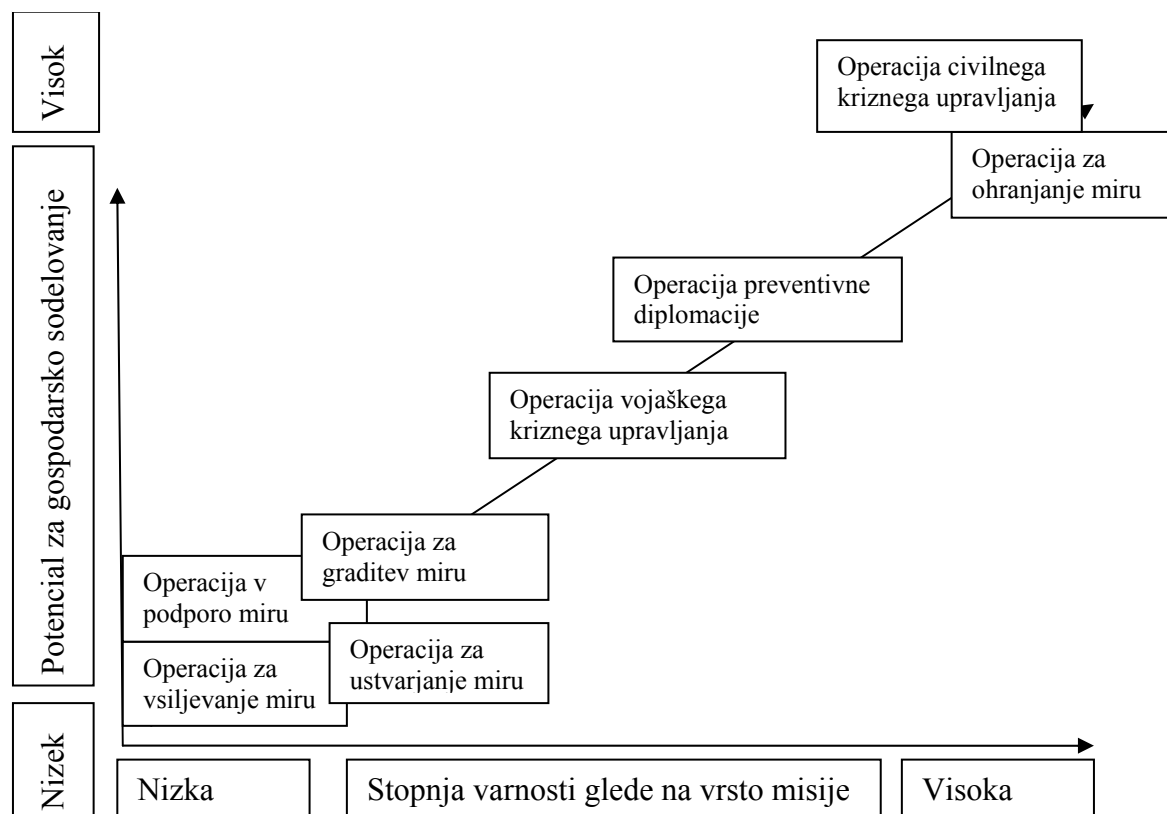 Visok
Operacija civilnega
kriznega upravljanja
Operacija za
ohranjanje miru
Potencial za gospodarsko sodelovanje
Operacija preventivne
diplomacije
Operacija vojaškega
kriznega upravljanja
Operacija za
graditev miru
Operacija v
podporo miru
Operacija za
ustvarjanje miru
Operacija za
vsiljevanje miru
Nizek
Nizka
Stopnja varnosti glede na vrsto misije
Visoka